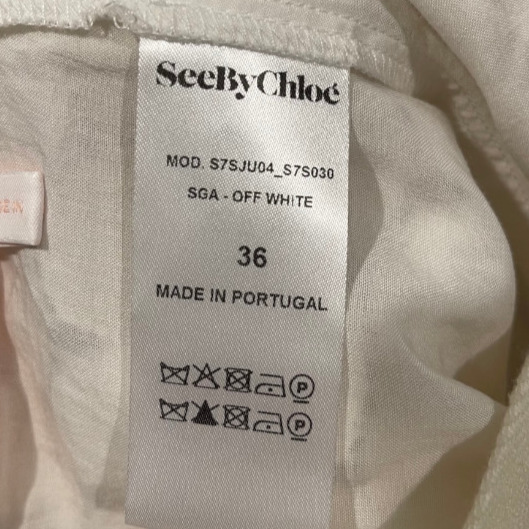 SeeByChloé
MOD. S7SJU04_S7S030
SGA - OFF WHITE
36
MADE IN PORTUGAL
P
P